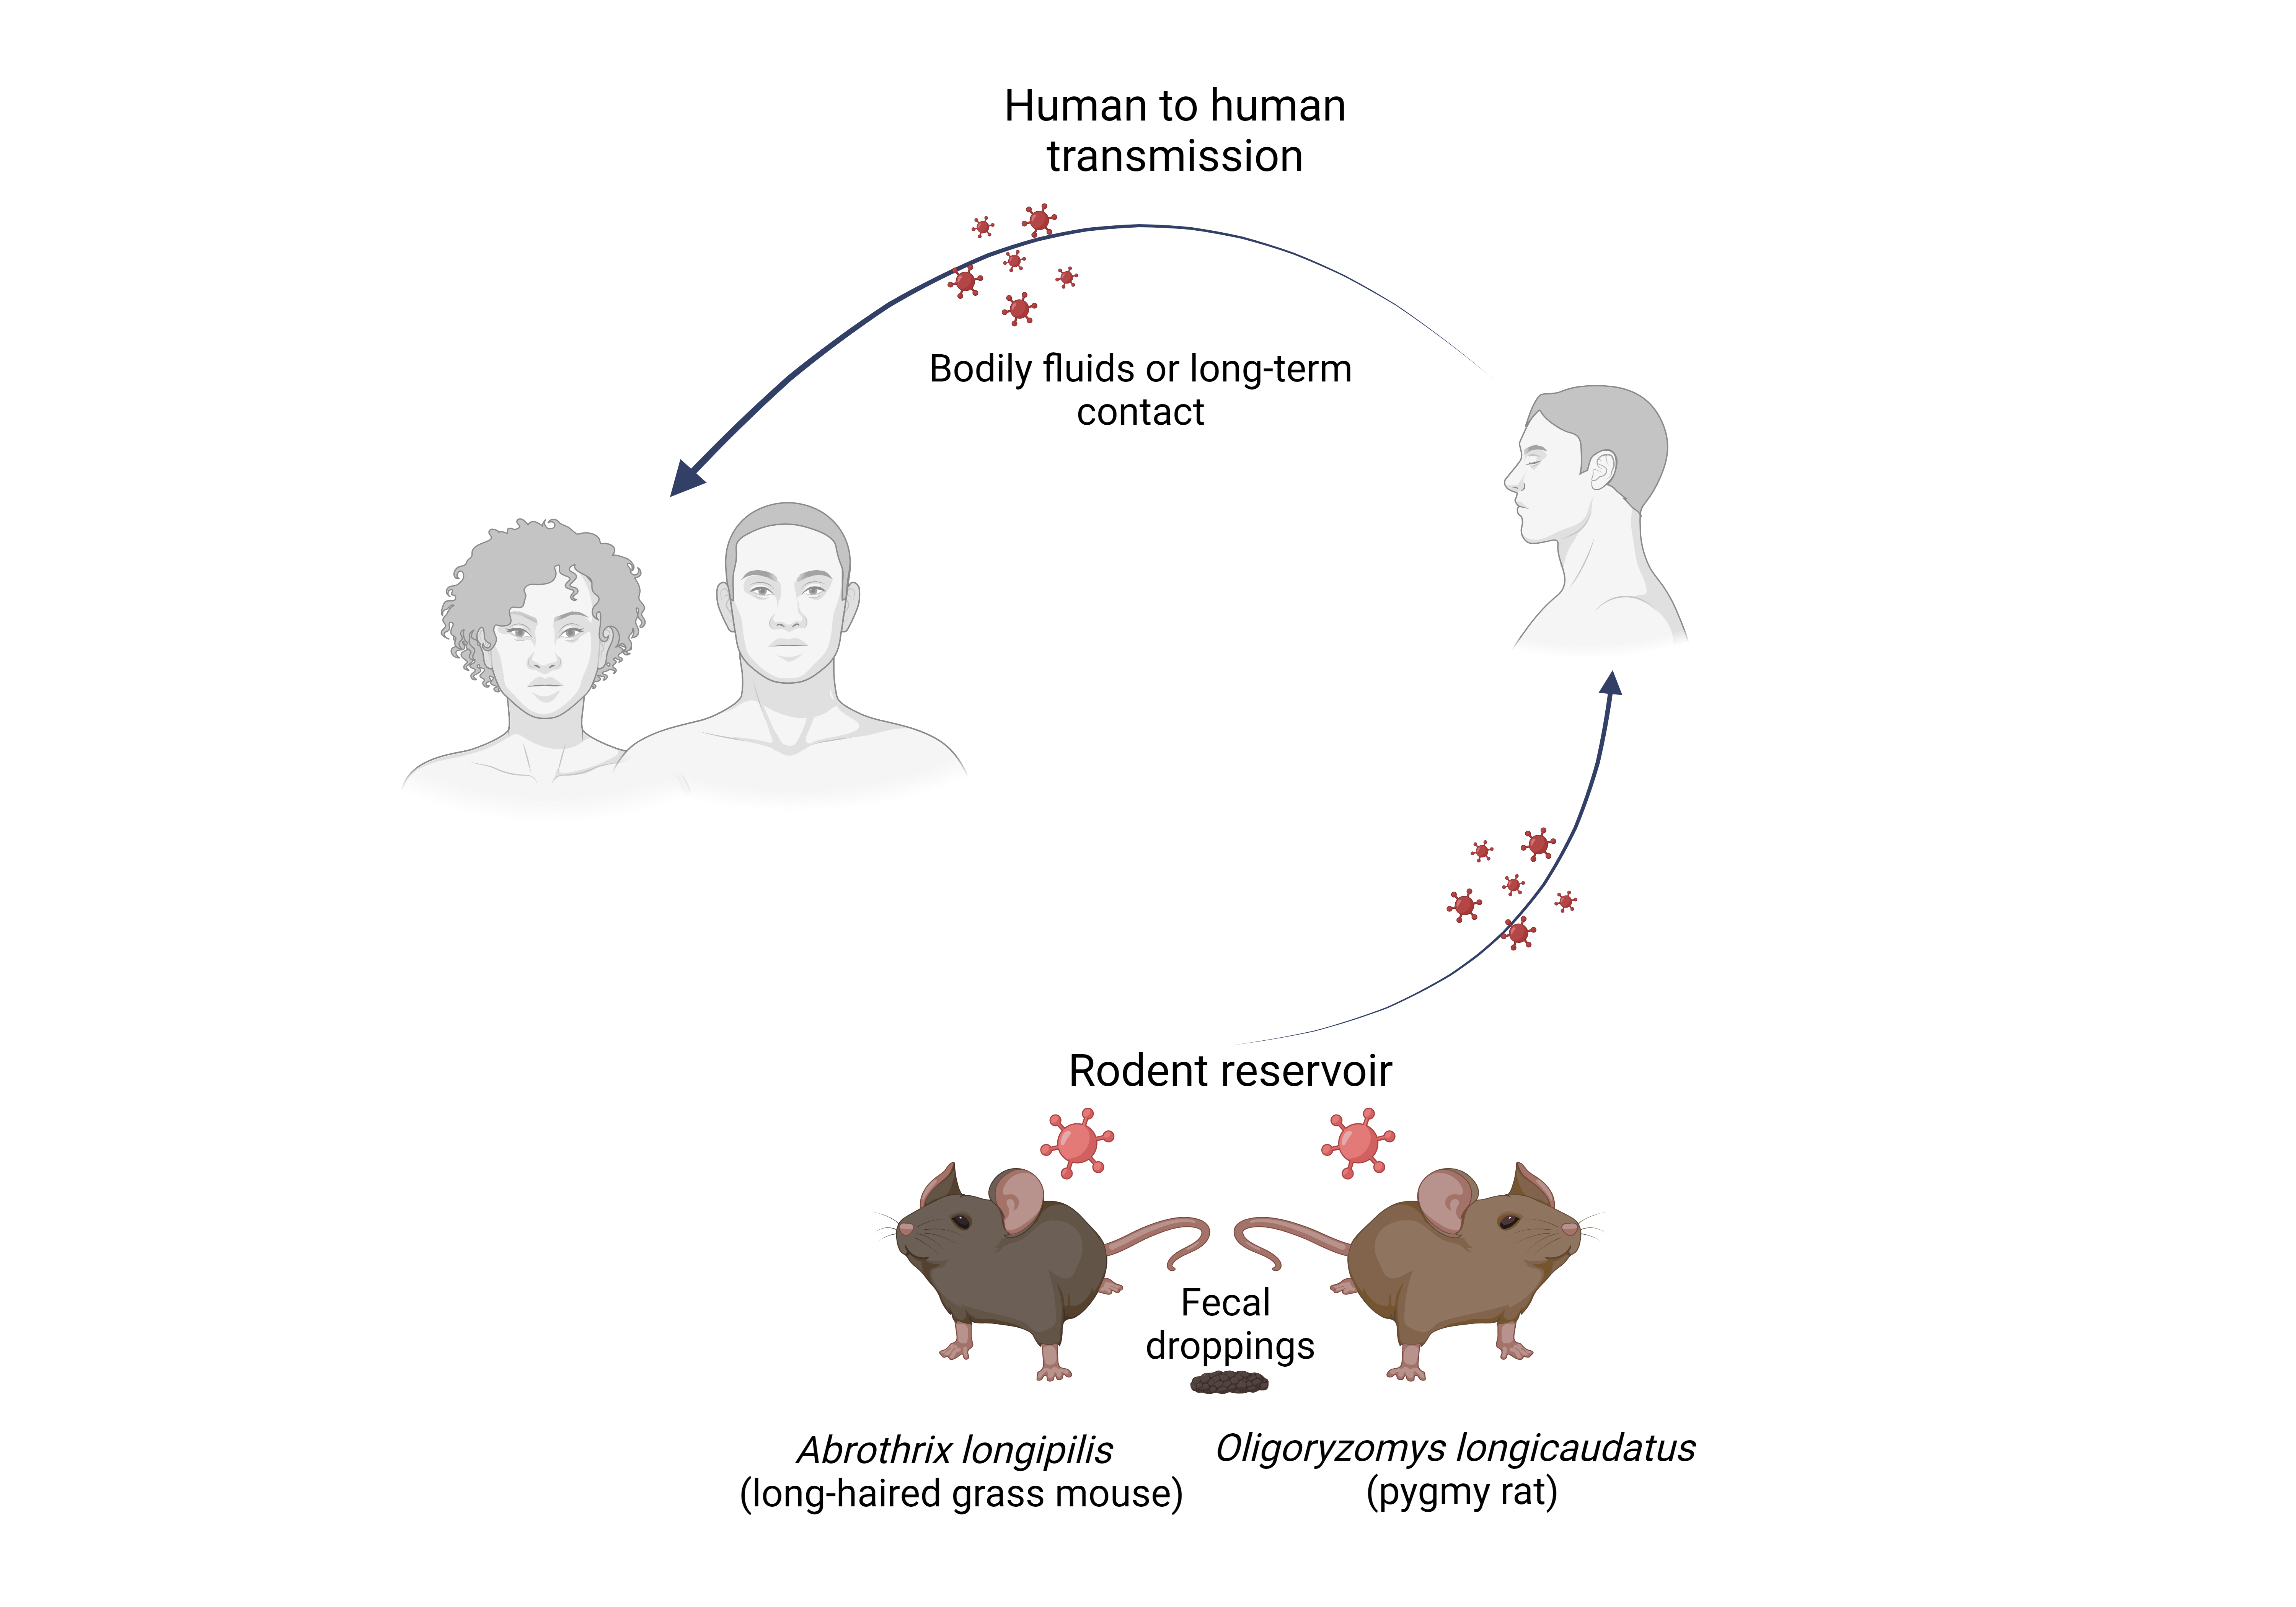 Human to human
transmission
Bodily fluids or long-term
contact
Rodent reservoir
Fecal
droppings
Abrothrix longipilis
(long-haired grass mouse)
Oligoryzomys longicaudatus
(pygmy rat)